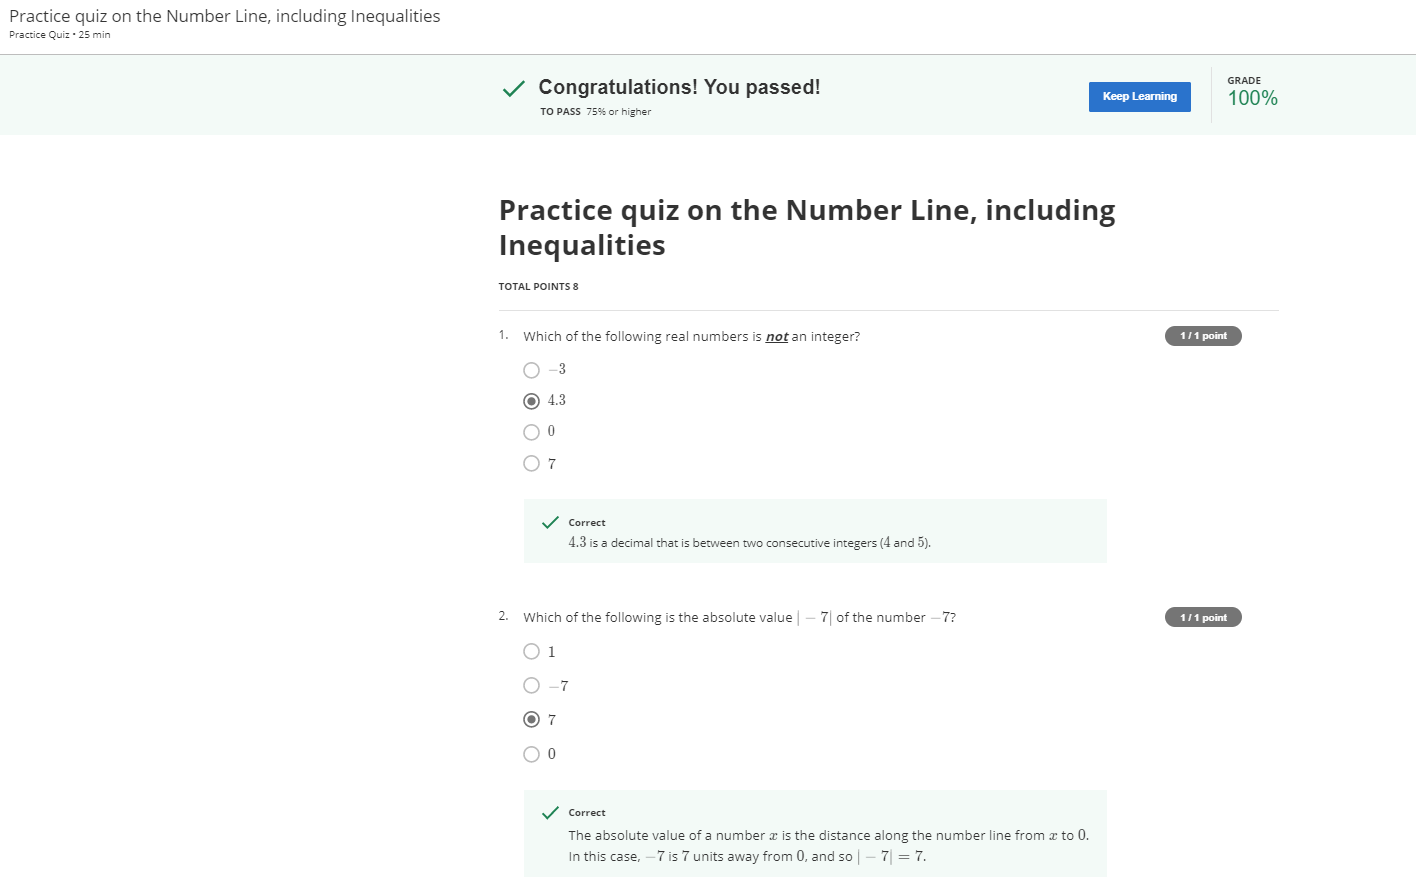 Practice quiz on the Number Line, including Inequalities
Practice Quiz • 25 min
Congratulations! You passed!
TO PASS 75% or higher
Keep Learning
GRADE
100%
Practice quiz on the Number Line, including
Inequalities
TOTAL POINTS 8
1. Which of the following real numbers is not an integer?
1 / 1 point
−3
4.3
0
7
Correct
4.3 is a decimal that is between two consecutive integers (4 and 5).
2. Which of the following is the absolute value | − 7| of the number −7?
1 / 1 point
1
−7
7
0
Correct
The absolute value of a number x is the distance along the number line from x to 0.
In this case, −7 is 7 units away from 0, and so | − 7| = 7.